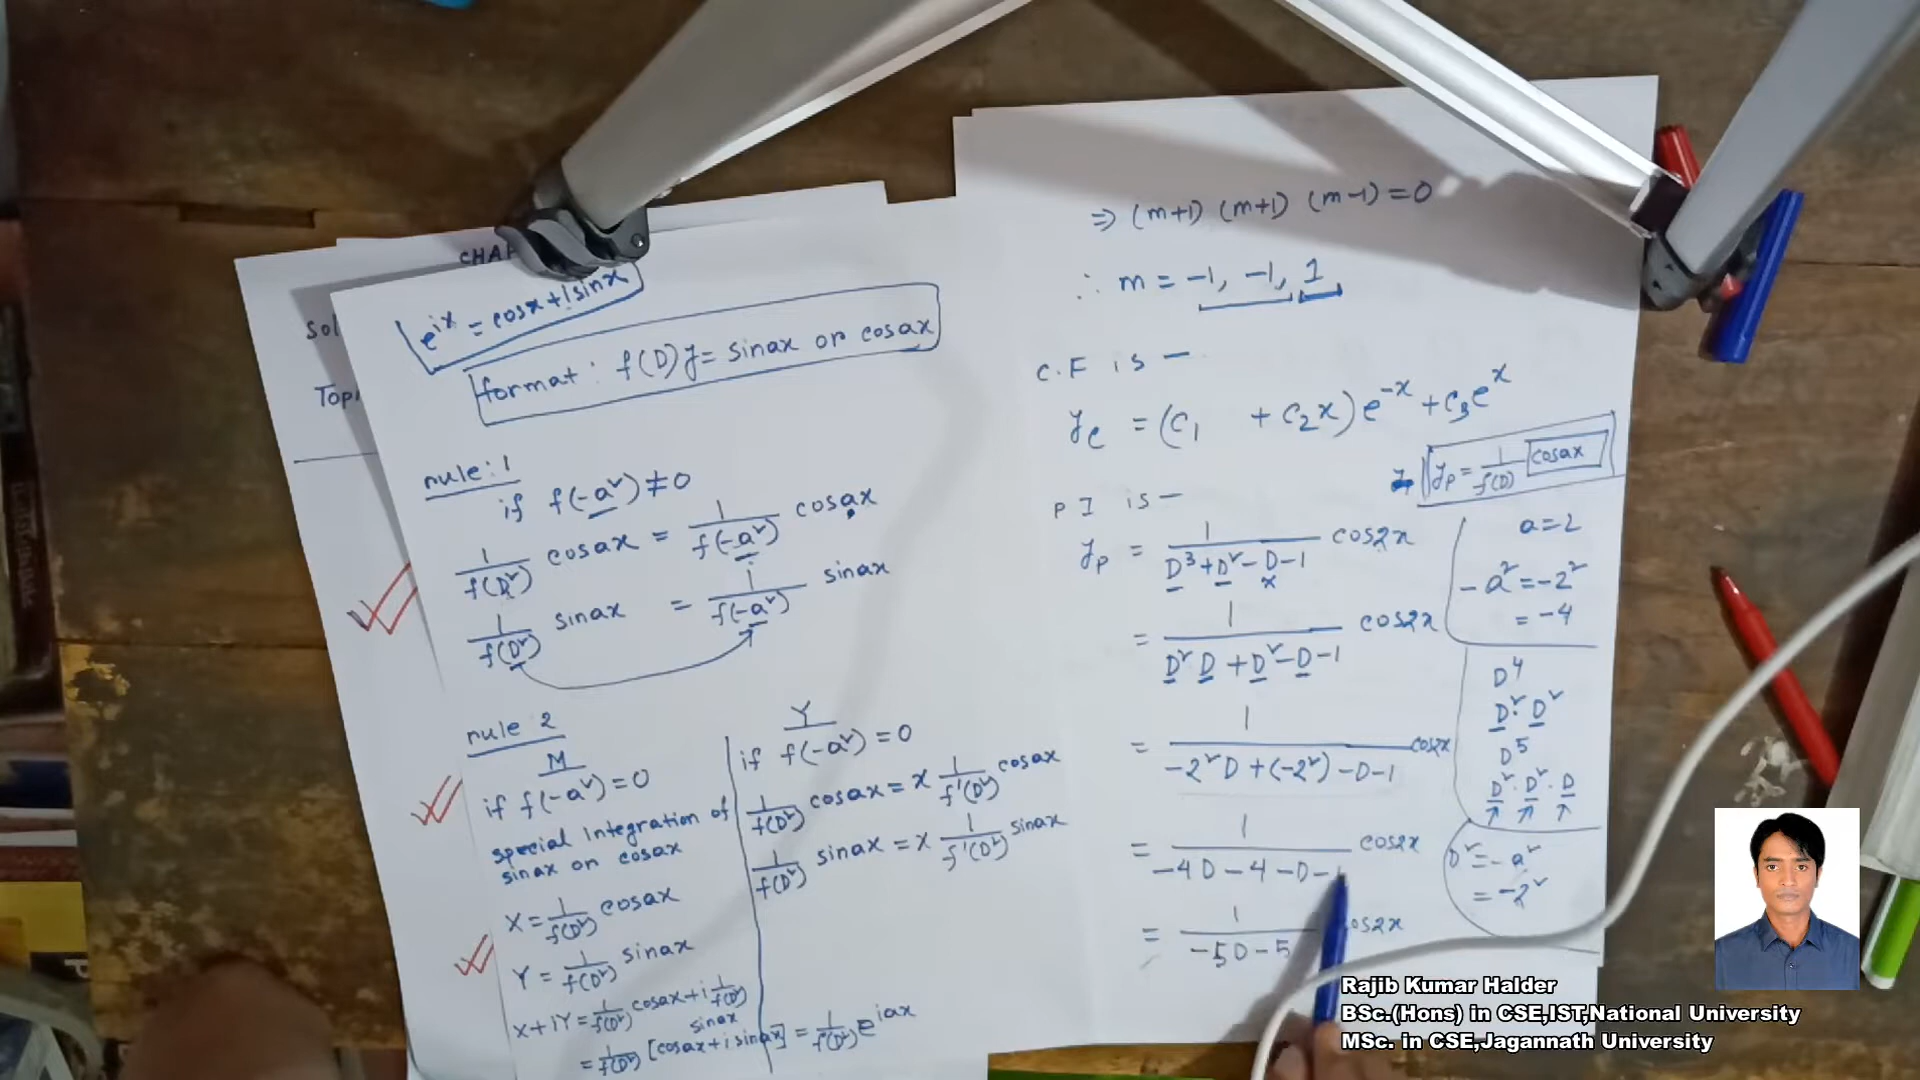 CHAP
Sol
Topi
e^{ix} = cosx+isinx
format: f(D)y = sinax or cosax
rule: 1
if f(-a²) ≠ 0
1/f(D²) cosax = 1/f(-a²) cosax
1/f(D²) sinax = 1/f(-a²) sinax
rule 2
M
if f(-a²) = 0
special integration of
sinax or cosax
X = 1/f(D²) cosax
Y = 1/f(D²) sinax
X+iY = 1/f(D²) cosax + i 1/f(D²) sinax
= 1/f(D²) [cosax + i sinax] = 1/f(D²) e^{iax}
Y
if f(-a²) = 0
1/f(D²) cosax = x 1/f'(D²) cosax
1/f(D²) sinax = x 1/f'(D²) sinax
⇒ (m+1) (m+1) (m-1) = 0
∴ m = -1, -1, 1
C.F is —
y_c = (c₁ + c₂x) e^{-x} + c₃e^{x}
y_p = 1/f(D) cosax
P I is —
y_p = 1/(D³+D²-D-1) cos2x
= 1/(D²D + D²-D-1) cos2x
= 1/(-2²D + (-2²) -D-1) cos2x
= 1/(-4D-4-D-1) cos2x
= 1/(-5D-5) cos2x
a=2
-a² = -2²
= -4
D⁴
D². D²
D⁵
D². D². D
D² = -a²
= -2²
Rajib Kumar Halder
BSc.(Hons) in CSE,IST,National University
MSc. in CSE,Jagannath University